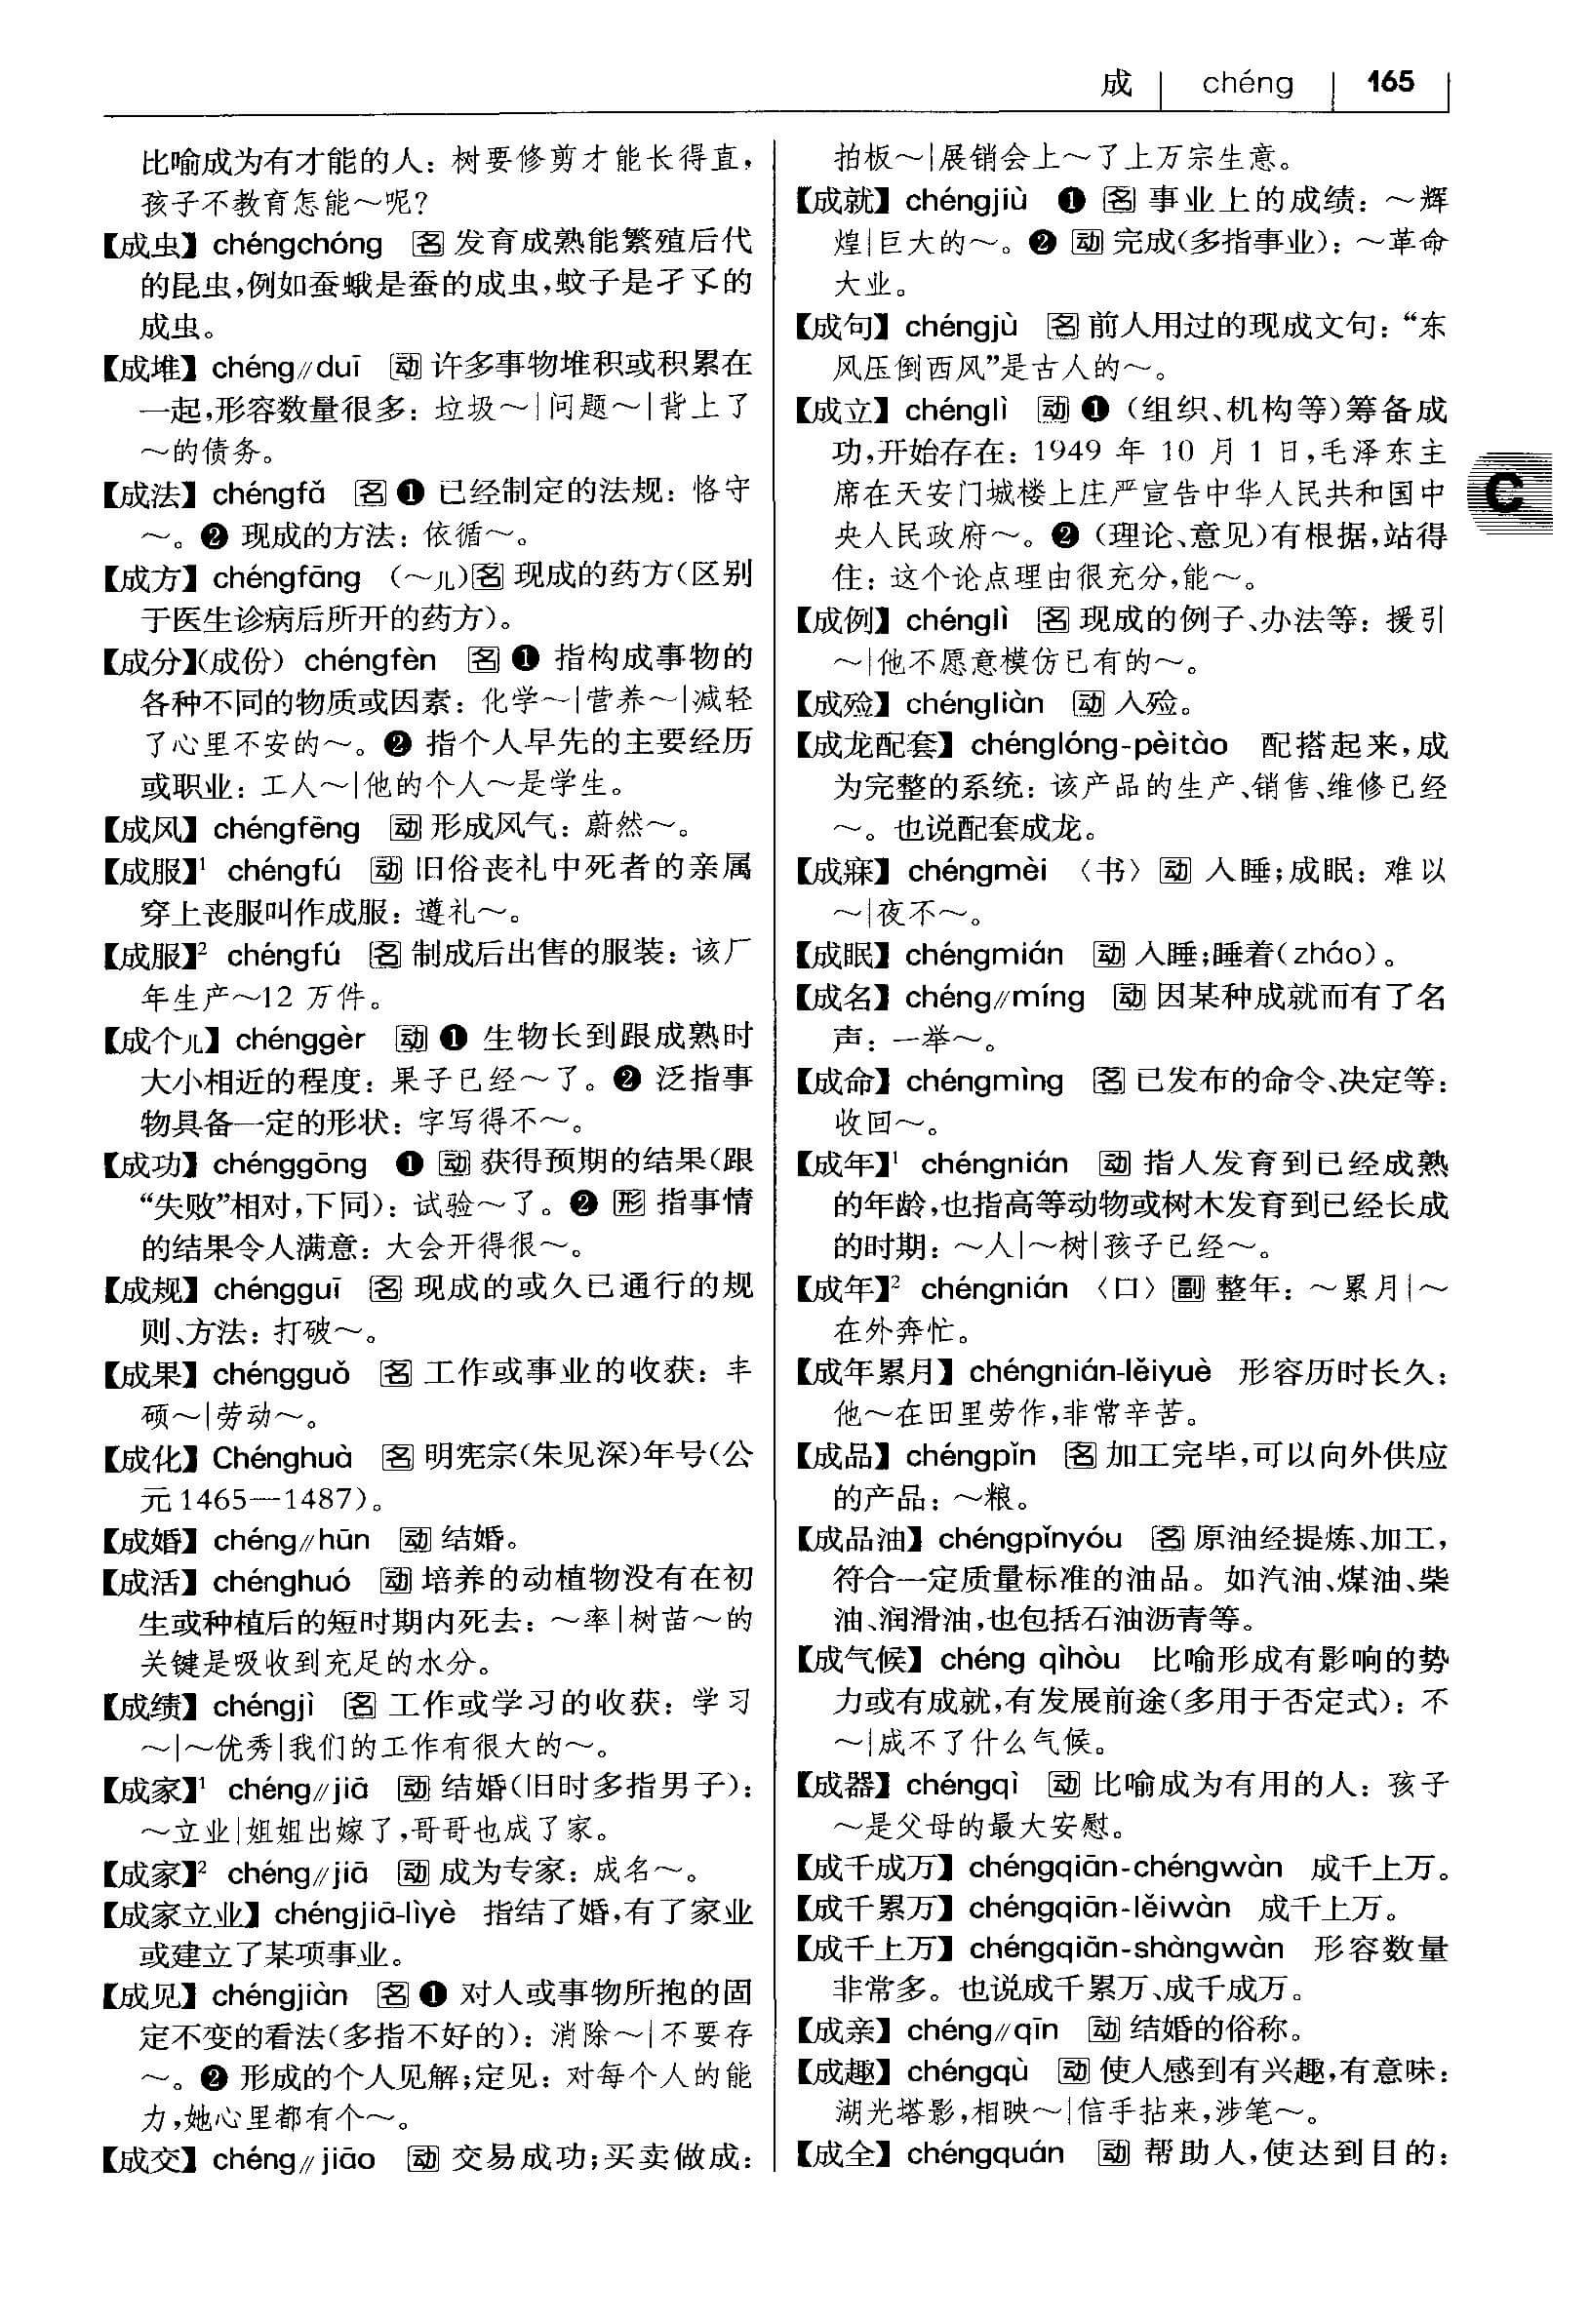 成 | chéng | 165
比喻成为有才能的人：树要修剪才能长得直，
孩子不教育怎能～呢？
【成虫】chéngchóng 名 发育成熟能繁殖后代
的昆虫，例如蚕蛾是蚕的成虫，蚊子是孑孓的
成虫。
【成堆】chéng//duī 动 许多事物堆积或积累在
一起，形容数量很多：垃圾～|问题～|背上了
～的债务。
【成法】chéngfǎ 名 ❶ 已经制定的法规：恪守
～。❷ 现成的方法：依循～。
【成方】chéngfāng （～儿）名 现成的药方（区别
于医生诊病后所开的药方）。
【成分】（成份） chéngfèn 名 ❶ 指构成事物的
各种不同的物质或因素：化学～|营养～|减轻
了心里不安的～。❷ 指个人早先的主要经历
或职业：工人～|他的个人～是学生。
【成风】chéngfēng 动 形成风气：蔚然～。
【成服】¹ chéngfú 动 旧俗丧礼中死者的亲属
穿上丧服叫作成服：遵礼～。
【成服】² chéngfú 名 制成后出售的服装：该厂
年生产～12 万件。
【成个儿】chénggèr 动 ❶ 生物长到跟成熟时
大小相近的程度：果子已经～了。❷ 泛指事
物具备一定的形状：字写得不～。
【成功】chénggōng ❶ 动 获得预期的结果（跟
“失败”相对，下同）：试验～了。❷ 形 指事情
的结果令人满意：大会开得很～。
【成规】chéngguī 名 现成的或久已通行的规
则、方法：打破～。
【成果】chéngguǒ 名 工作或事业的收获：丰
硕～|劳动～。
【成化】Chénghuà 名 明宪宗（朱见深）年号（公
元1465—1487）。
【成婚】chéng//hūn 动 结婚。
【成活】chénghuó 动 培养的动植物没有在初
生或种植后的短时期内死去：～率|树苗～的
关键是吸收到充足的水分。
【成绩】chéngjì 名 工作或学习的收获：学习
～|～优秀|我们的工作有很大的～。
【成家】¹ chéng//jiā 动 结婚（旧时多指男子）：
～立业|姐姐出嫁了，哥哥也成了家。
【成家】² chéng//jiā 动 成为专家：成名～。
【成家立业】chéngjiā-lìyè 指结了婚，有了家业
或建立了某项事业。
【成见】chéngjiàn 名 ❶ 对人或事物所抱的固
定不变的看法（多指不好的）：消除～|不要存
～。❷ 形成的个人见解；定见：对每个人的能
力，她心里都有个～。
【成交】chéng//jiāo 动 交易成功；买卖做成：
拍板～|展销会上～了上万宗生意。
【成就】chéngjiù ❶ 名 事业上的成绩：～辉
煌|巨大的～。❷ 动 完成（多指事业）：～革命
大业。
【成句】chéngjù 名 前人用过的现成文句：“东
风压倒西风”是古人的～。
【成立】chénglì 动 ❶（组织、机构等）筹备成
功，开始存在：1949 年 10 月 1 日，毛泽东主
席在天安门城楼上庄严宣告中华人民共和国中
央人民政府～。❷（理论、意见）有根据，站得
住：这个论点理由很充分，能～。
C
【成例】chénglì 名 现成的例子、办法等：援引
～|他不愿意模仿已有的～。
【成殓】chéngliàn 动 入殓。
【成龙配套】chénglóng-pèitào 配搭起来，成
为完整的系统：该产品的生产、销售、维修已经
～。也说配套成龙。
【成寐】chéngmèi 〈书〉动 入睡；成眠：难以
～|夜不～。
【成眠】chéngmián 动 入睡；睡着（zháo）。
【成名】chéng//míng 动 因某种成就而有了名
声：一举～。
【成命】chéngmìng 名 已发布的命令、决定等：
收回～。
【成年】¹ chéngnián 动 指人发育到已经成熟
的年龄，也指高等动物或树木发育到已经长成
的时期：～人|～树|孩子已经～。
【成年】² chéngnián 〈口〉副 整年：～累月|～
在外奔忙。
【成年累月】chéngnián-lěiyuè 形容历时长久：
他～在田里劳作，非常辛苦。
【成品】chéngpǐn 名 加工完毕，可以向外供应
的产品：～粮。
【成品油】chéngpǐnyóu 名 原油经提炼、加工，
符合一定质量标准的油品。如汽油、煤油、柴
油、润滑油，也包括石油沥青等。
【成气候】chéng qìhòu 比喻形成有影响的势
力或有成就，有发展前途（多用于否定式）：不
～|成不了什么气候。
【成器】chéngqì 动 比喻成为有用的人：孩子
～是父母的最大安慰。
【成千成万】chéngqiān-chéngwàn 成千上万。
【成千累万】chéngqiān-lěiwàn 成千上万。
【成千上万】chéngqiān-shàngwàn 形容数量
非常多。也说成千累万、成千成万。
【成亲】chéng//qīn 动 结婚的俗称。
【成趣】chéngqù 动 使人感到有兴趣，有意味：
湖光塔影，相映～|信手拈来，涉笔～。
【成全】chéngquán 动 帮助人，使达到目的：